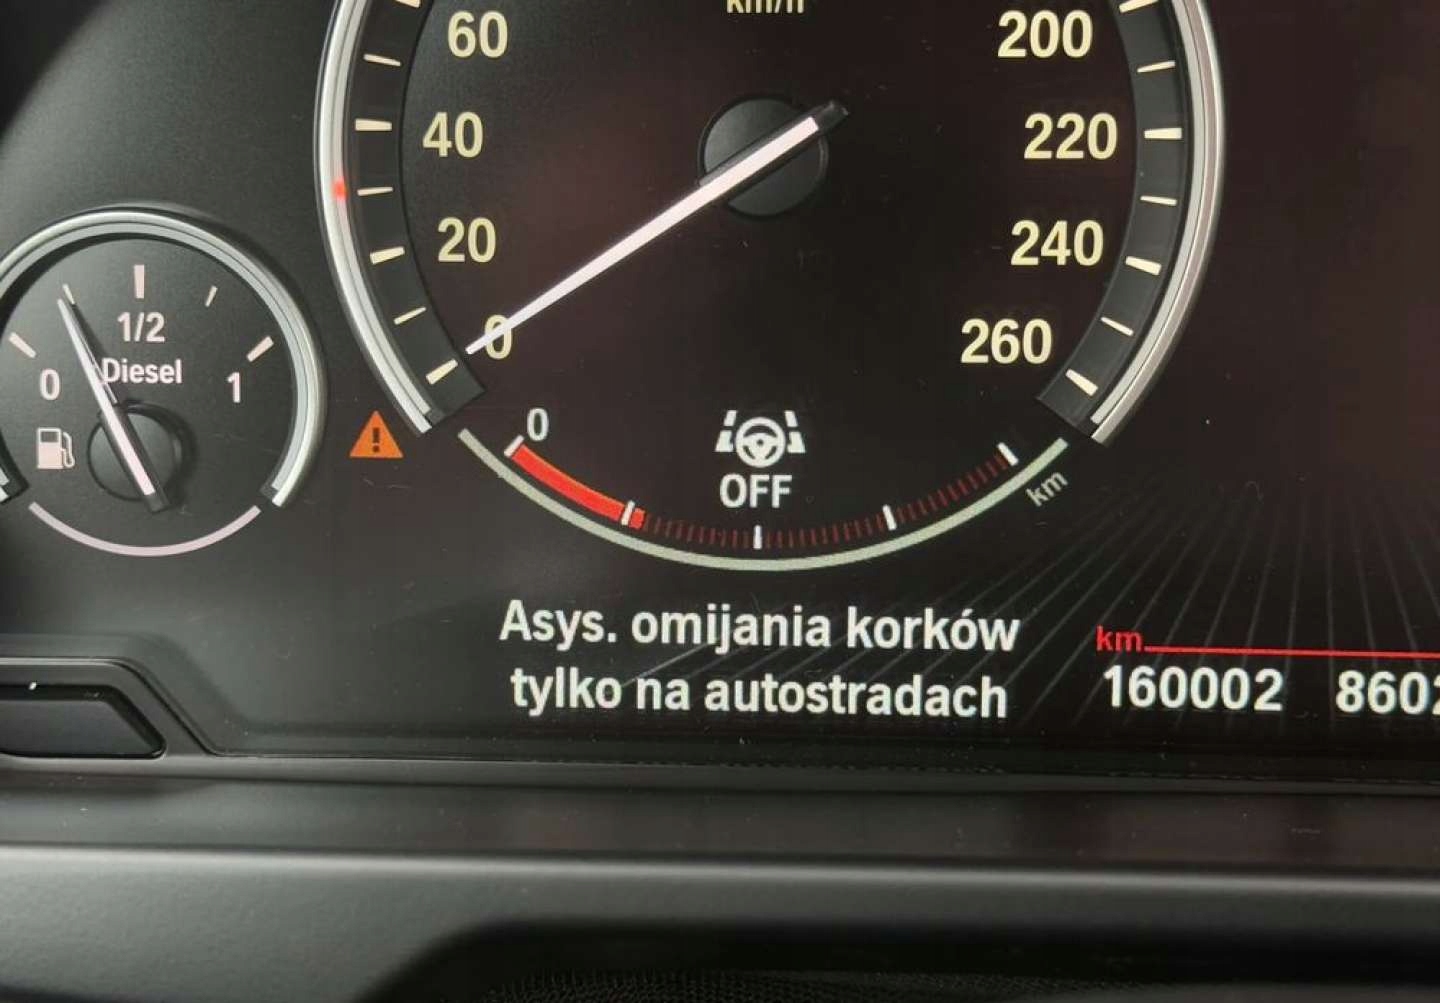 km/h
60
200
40
220
20
240
1/2
0
260
Diesel
0
1
0
OFF
km
Asys. omijania korków
tylko na autostradach
km
160002 8602